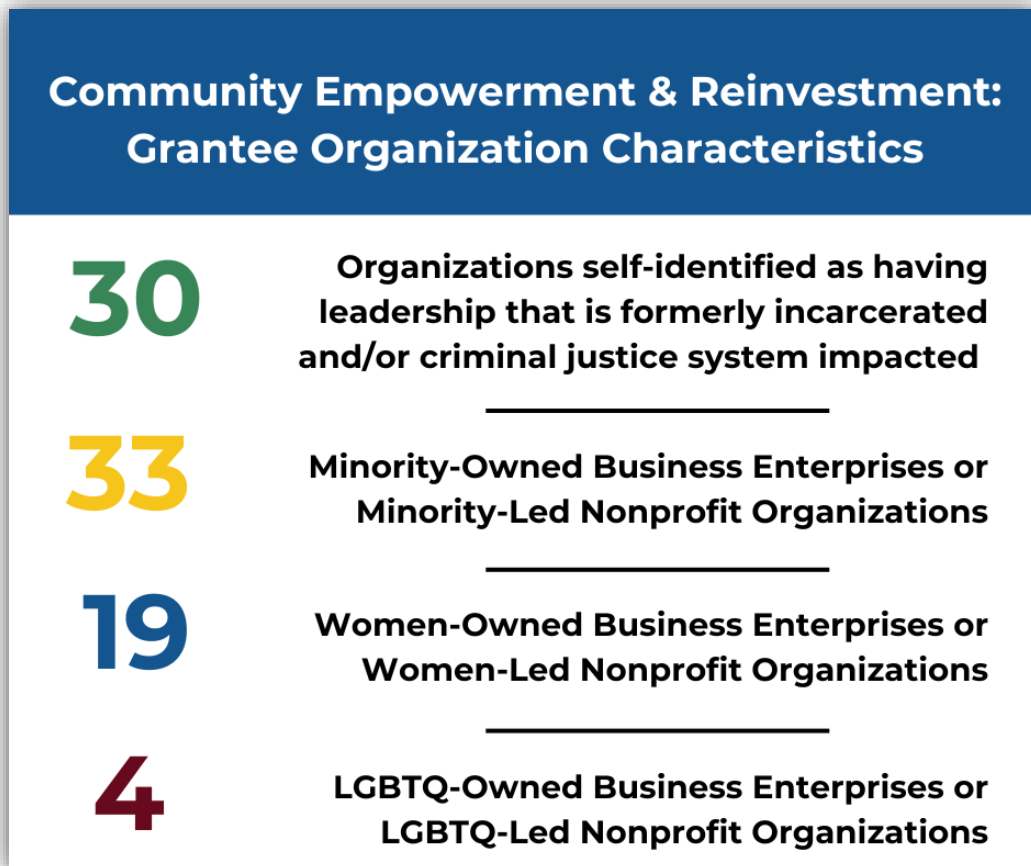 Community Empowerment & Reinvestment:
Grantee Organization Characteristics
30
Organizations self-identified as having
leadership that is formerly incarcerated
and/or criminal justice system impacted
33
Minority-Owned Business Enterprises or
Minority-Led Nonprofit Organizations
19
Women-Owned Business Enterprises or
Women-Led Nonprofit Organizations
4
LGBTQ-Owned Business Enterprises or
LGBTQ-Led Nonprofit Organizations